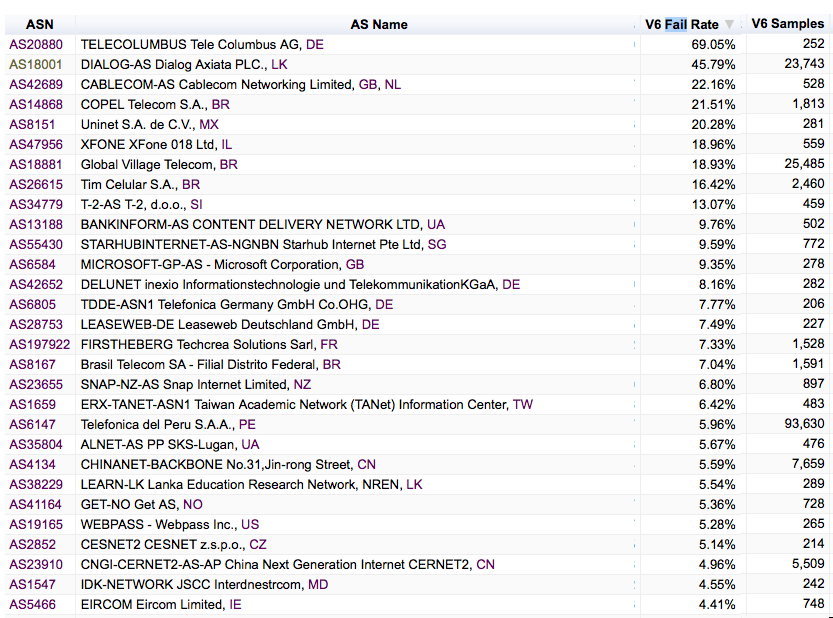 ASN AS Name V6 Fail Rate V6 Samples
AS20880 TELECOLUMBUS Tele Columbus AG, DE 69.05% 252
AS18001 DIALOG-AS Dialog Axiata PLC., LK 45.79% 23,743
AS42689 CABLECOM-AS Cablecom Networking Limited, GB, NL 22.16% 528
AS14868 COPEL Telecom S.A., BR 21.51% 1,813
AS8151 Uninet S.A. de C.V., MX 20.28% 281
AS47956 XFONE XFone 018 Ltd, IL 18.96% 559
AS18881 Global Village Telecom, BR 18.93% 25,485
AS26615 Tim Celular S.A., BR 16.42% 2,460
AS34779 T-2-AS T-2, d.o.o., SI 13.07% 459
AS13188 BANKINFORM-AS CONTENT DELIVERY NETWORK LTD, UA 9.76% 502
AS55430 STARHUBINTERNET-AS-NGNBN Starhub Internet Pte Ltd, SG 9.59% 772
AS6584 MICROSOFT-GP-AS - Microsoft Corporation, GB 9.35% 278
AS42652 DELUNET inexio Informationstechnologie und TelekommunikationKGaA, DE 8.16% 282
AS6805 TDDE-ASN1 Telefonica Germany GmbH Co.OHG, DE 7.77% 206
AS28753 LEASEWEB-DE Leaseweb Deutschland GmbH, DE 7.49% 227
AS197922 FIRSTHEBERG Techcrea Solutions Sarl, FR 7.33% 1,528
AS8167 Brasil Telecom SA - Filial Distrito Federal, BR 7.04% 1,591
AS23655 SNAP-NZ-AS Snap Internet Limited, NZ 6.80% 897
AS1659 ERX-TANET-ASN1 Taiwan Academic Network (TANet) Information Center, TW 6.42% 483
AS6147 Telefonica del Peru S.A.A., PE 5.96% 93,630
AS35804 ALNET-AS PP SKS-Lugan, UA 5.67% 476
AS4134 CHINANET-BACKBONE No.31,Jin-rong Street, CN 5.59% 7,659
AS38229 LEARN-LK Lanka Education Research Network, NREN, LK 5.54% 289
AS41164 GET-NO Get AS, NO 5.36% 728
AS19165 WEBPASS - Webpass Inc., US 5.28% 265
AS2852 CESNET2 CESNET z.s.p.o., CZ 5.14% 214
AS23910 CNGI-CERNET2-AS-AP China Next Generation Internet CERNET2, CN 4.96% 5,509
AS1547 IDK-NETWORK JSCC Interdnestrcom, MD 4.55% 242
AS5466 EIRCOM Eircom Limited, IE 4.41% 748